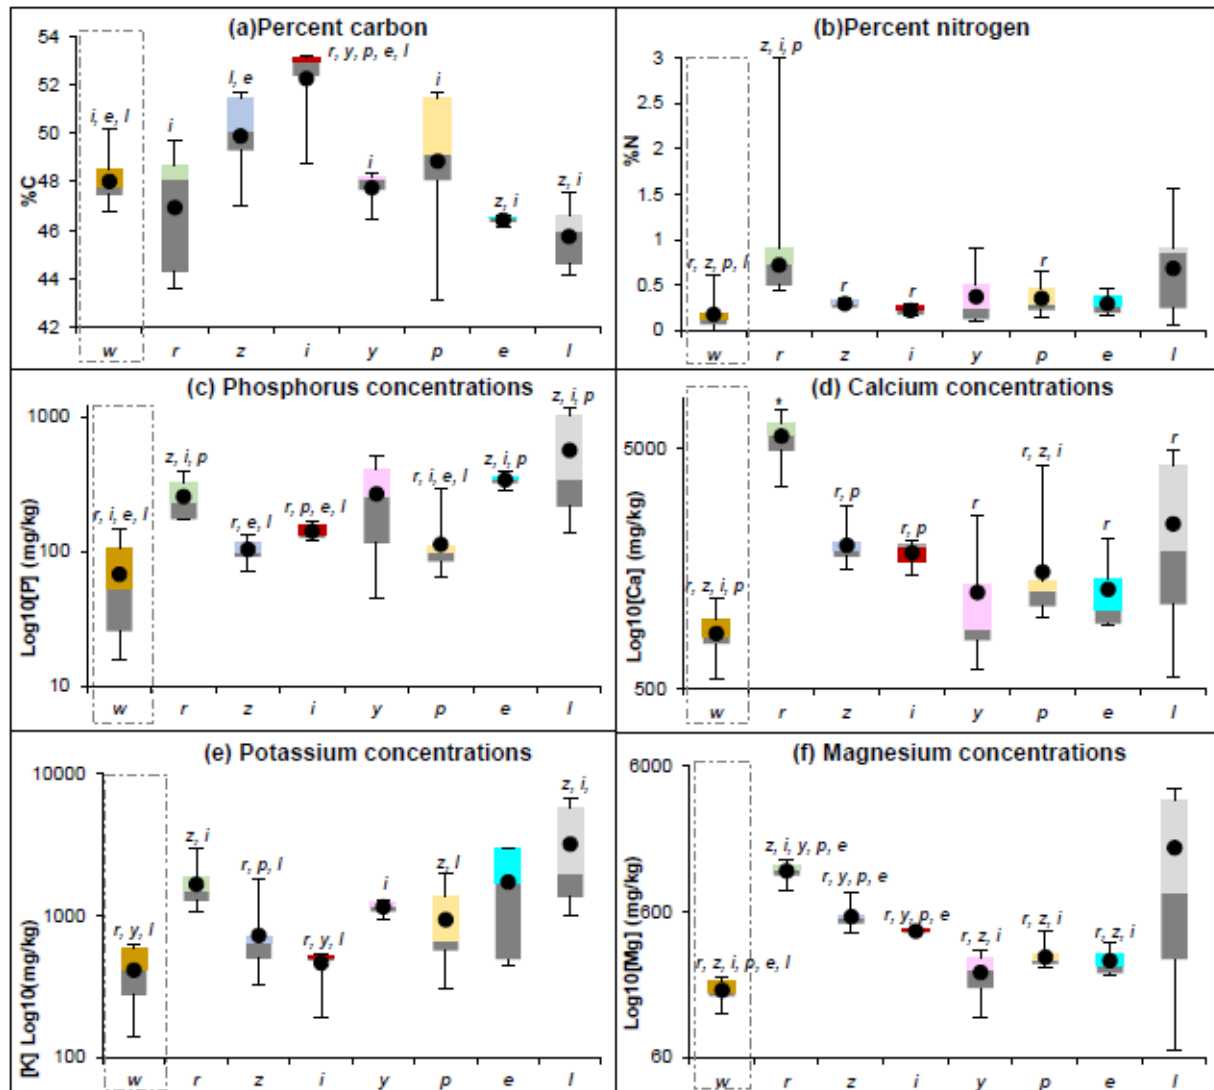 (a)Percent carbon
54
52
50
48
46
44
42
%C
i, e, l
i
l, e
r, y, p, e, l
i
i
z, i
z, i
w r z i y p e l
(b)Percent nitrogen
3
2.5
2
1.5
1
0.5
0
%N
r, z, p, l
z, i, p
r
r
r
w r z i y p e l
(c) Phosphorus concentrations
1000
100
10
Log10[P] (mg/kg)
r, i, e, l
z, i, p
r, e, l
r, p, e, l
r, i, e, l
z, i, p
z, i, p
w r z i y p e l
(d) Calcium concentrations
5000
500
Log10[Ca] (mg/kg)
r, z, i, p
*
r, p
r, p
r
r, z, i
r
r
w r z i y p e l
(e) Potassium concentrations
10000
1000
100
[K] Log10(mg/kg)
r, y, l
z, i
r, p, l
r, y, l
i
z, l
z, i,
w r z i y p e l
(f) Magnesium concentrations
6000
600
60
Log10[Mg] (mg/kg)
r, z, i, p, e, l
z, i, y, p, e
r, y, p, e
r, y, p, e
r, z, i
r, z, i
r, z, i
w r z i y p e l